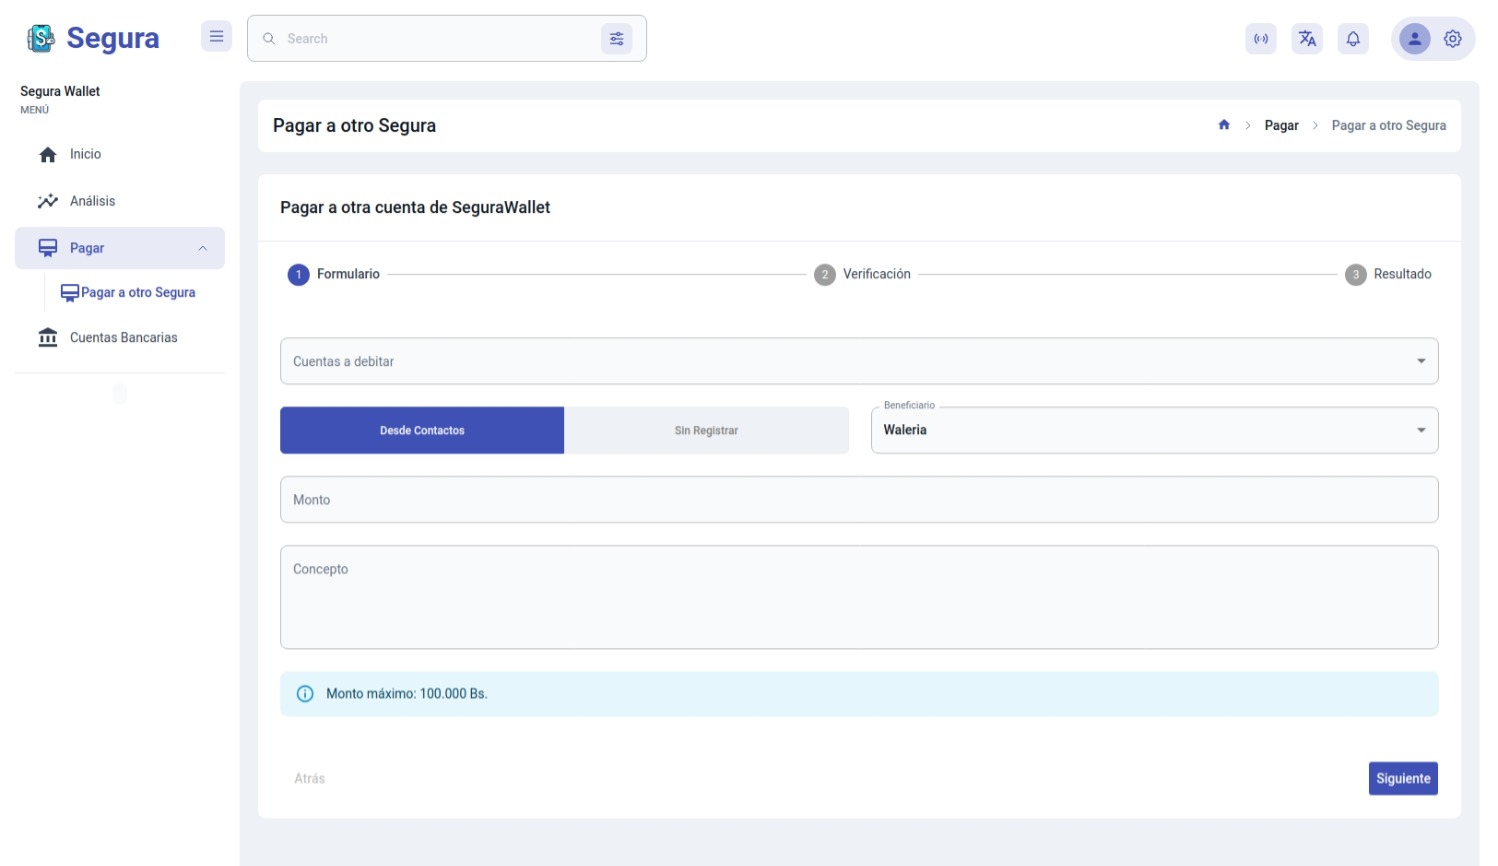 Segura
Search
Segura Wallet
MENÚ
Inicio
Análisis
Pagar
Pagar a otro Segura
Cuentas Bancarias
Pagar a otro Segura
Pagar > Pagar a otro Segura
Pagar a otra cuenta de SeguraWallet
1 Formulario
2 Verificación
3 Resultado
Cuentas a debitar
Desde Contactos
Sin Registrar
Beneficiario
Waleria
Monto
Concepto
Monto máximo: 100.000 Bs.
Atrás
Siguiente